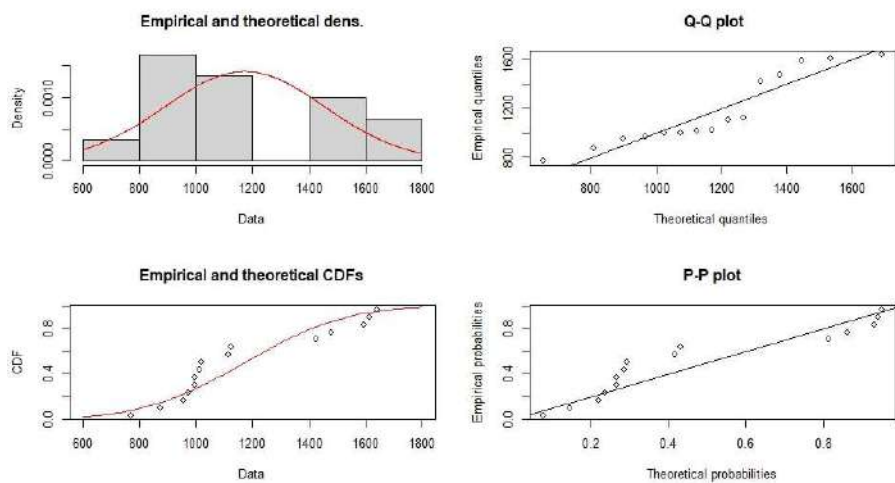 Empirical and theoretical dens.
Density
0.0000 0.0010
600 800 1000 1200 1400 1600 1800
Data
Q-Q plot
Empirical quantiles
800 1200 1600
800 1000 1200 1400 1600
Theoretical quantiles
Empirical and theoretical CDFs
CDF
0.0 0.4 0.8
600 800 1000 1200 1400 1600 1800
Data
P-P plot
Empirical probabilities
0.0 0.4 0.8
0.2 0.4 0.6 0.8
Theoretical probabilities